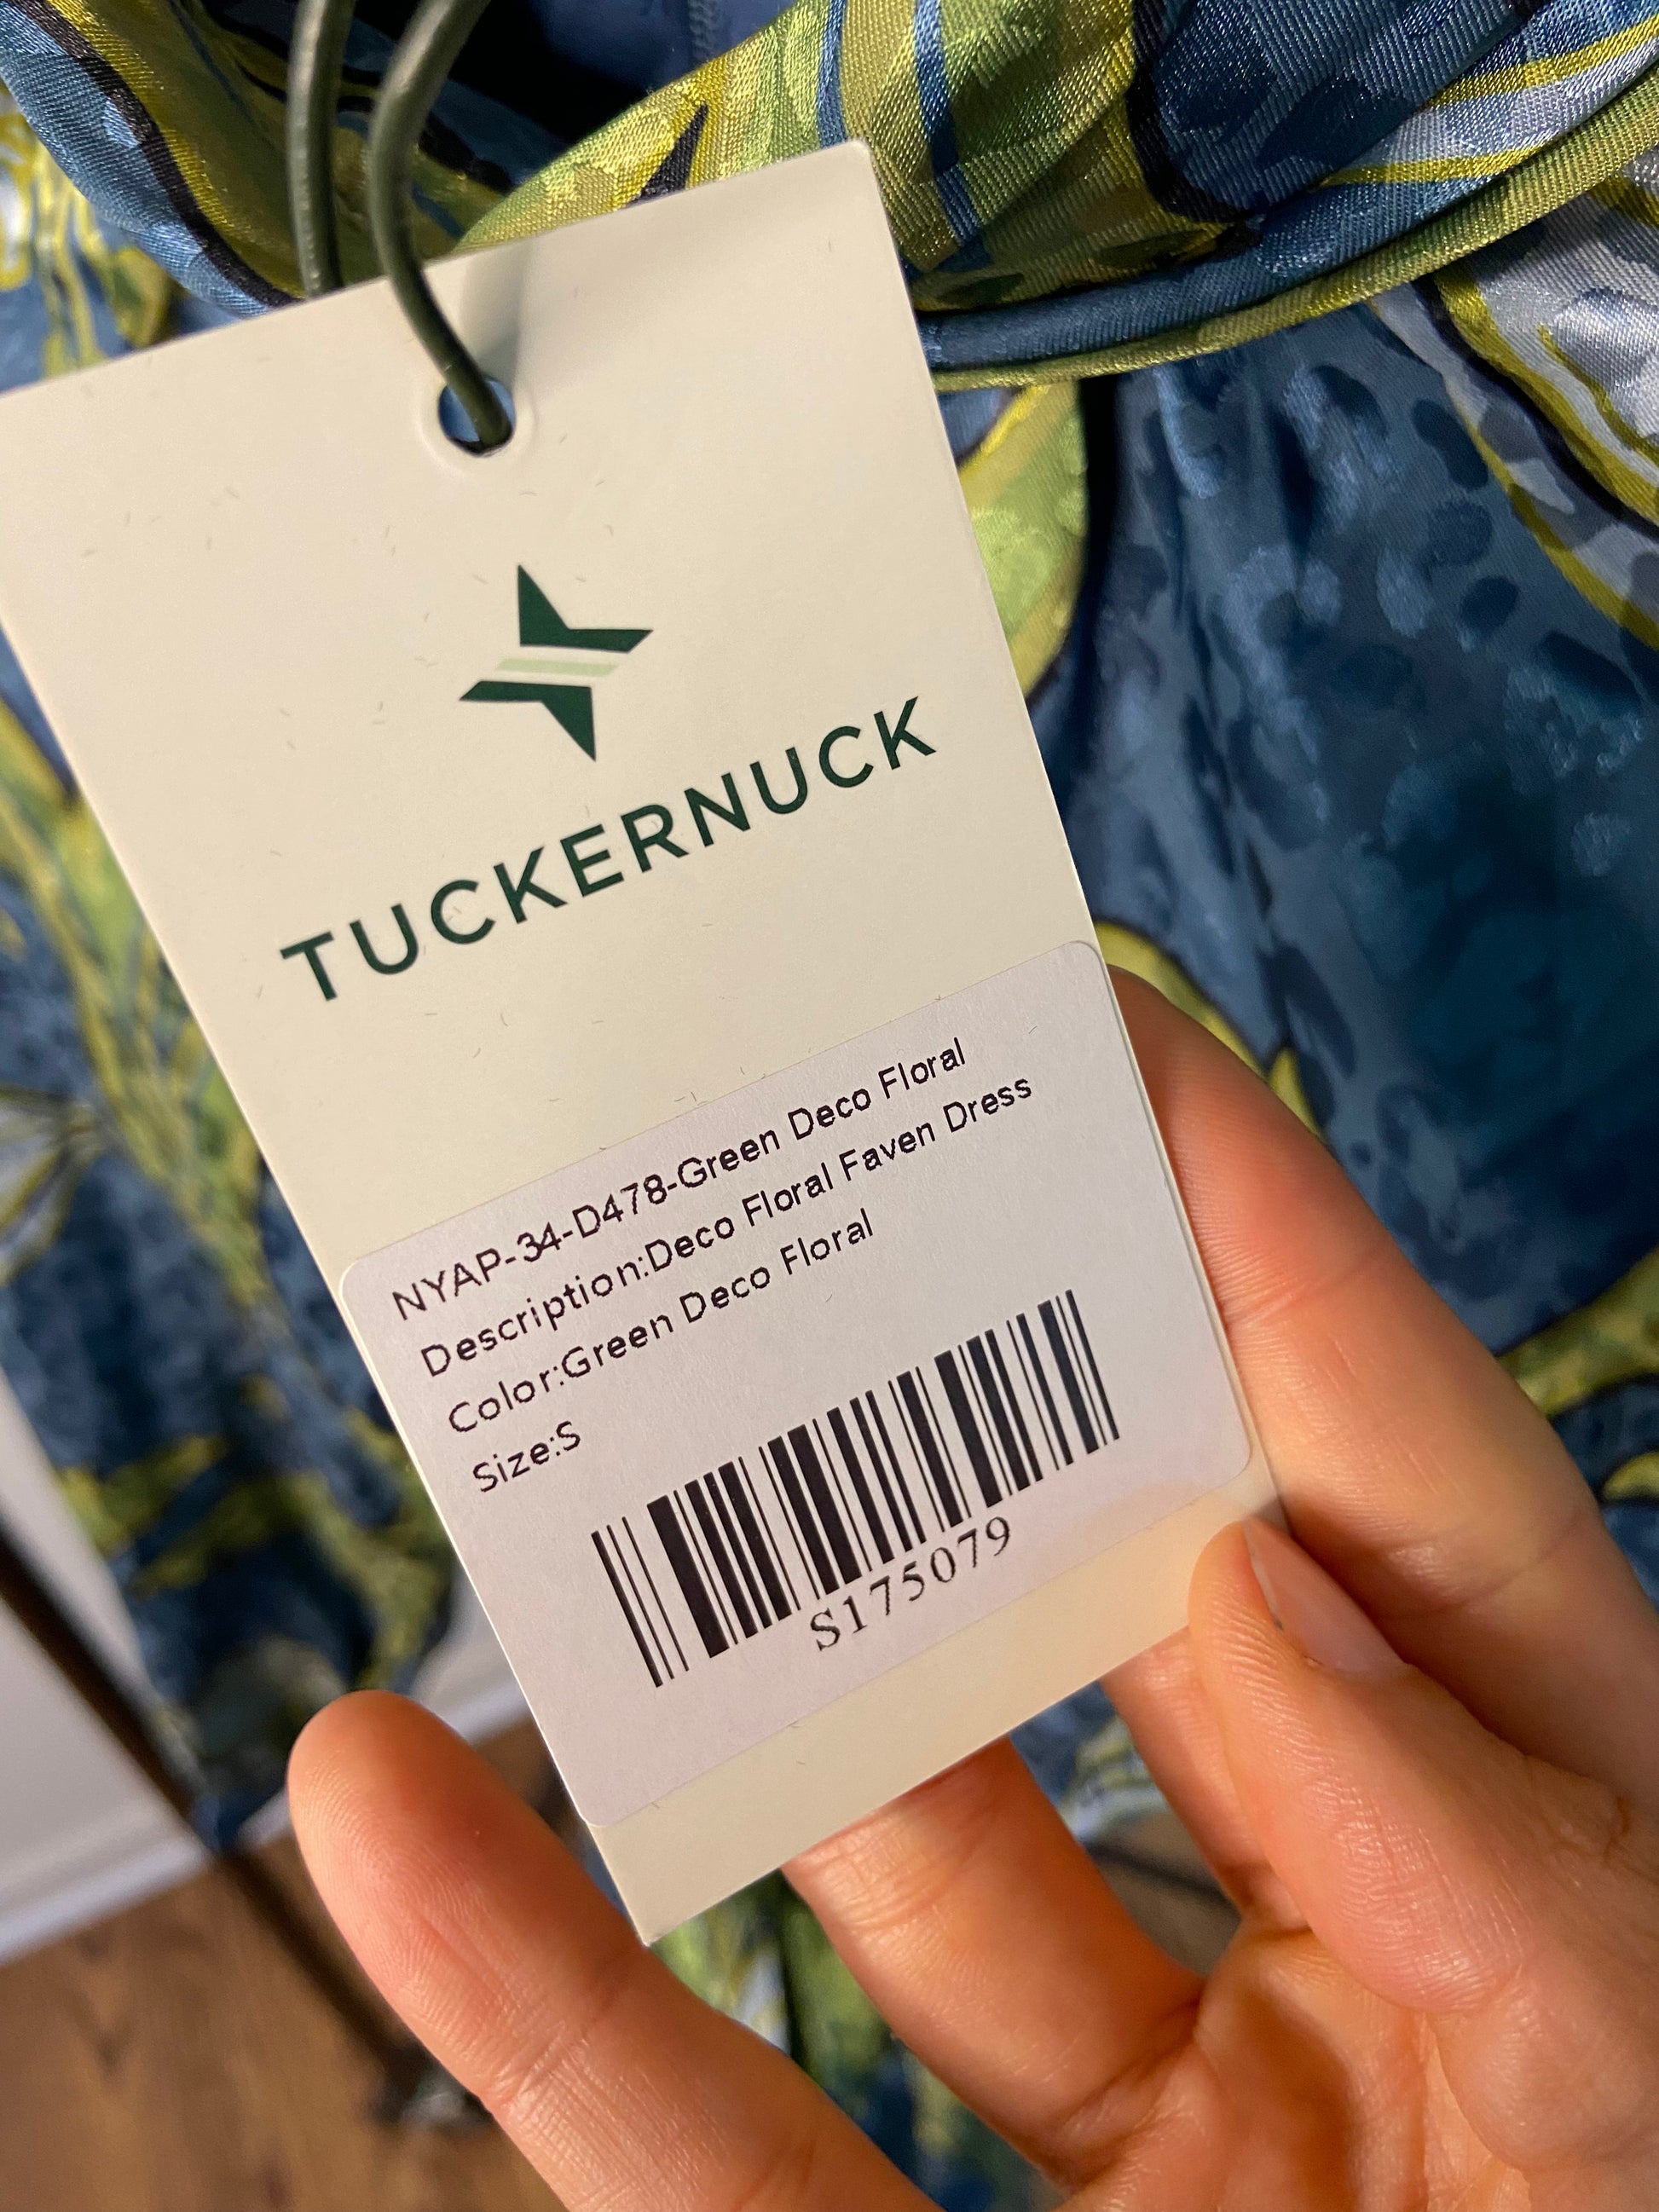 TUCKERNUCK
NYAP-34-D478-Green Deco Floral
Description:Deco Floral Faven Dress
Color:Green Deco Floral
Size:S
S175079